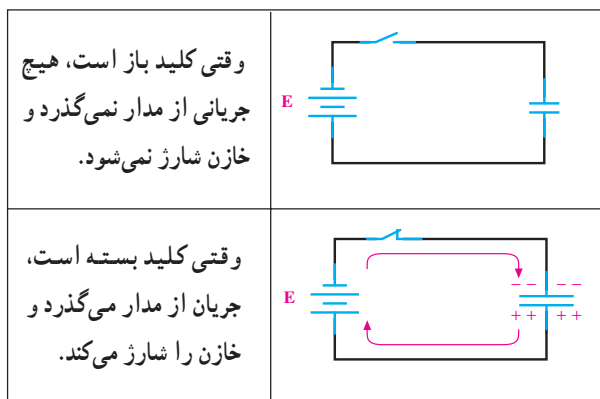 وقتی کلید باز است، هیچ
جریانی از مدار نمی‌گذرد و
خازن شارژ نمی‌شود.
E
وقتی کلید بسته است،
جریان از مدار می‌گذرد و
خازن را شارژ می‌کند.
E
− − − −
+ + + +